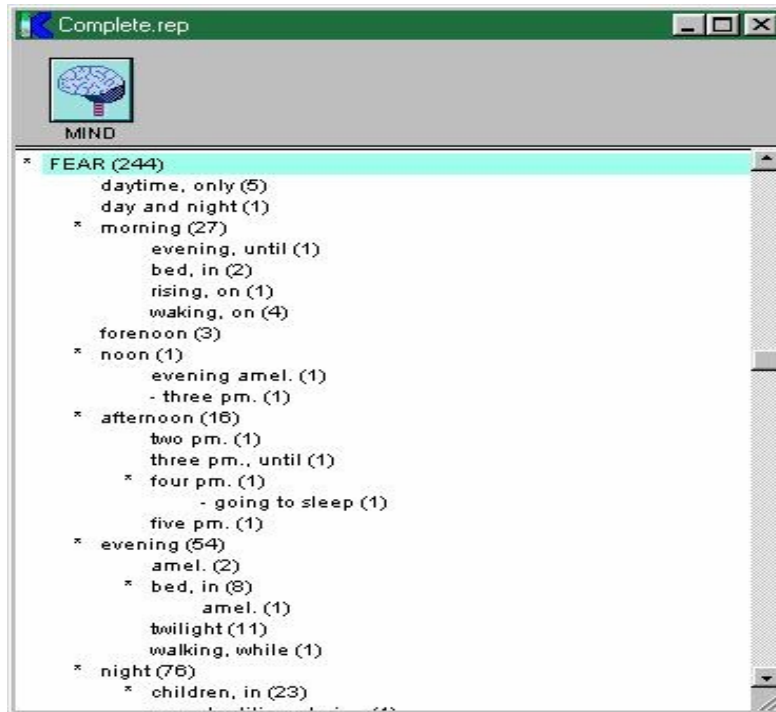 Complete.rep
MIND
* FEAR (244)
daytime, only (5)
day and night (1)
* morning (27)
evening, until (1)
bed, in (2)
rising, on (1)
waking, on (4)
forenoon (3)
* noon (1)
evening amel. (1)
- three pm. (1)
* afternoon (16)
two pm. (1)
three pm., until (1)
* four pm. (1)
- going to sleep (1)
five pm. (1)
* evening (54)
amel. (2)
* bed, in (8)
amel. (1)
twilight (11)
walking, while (1)
* night (76)
* children, in (23)